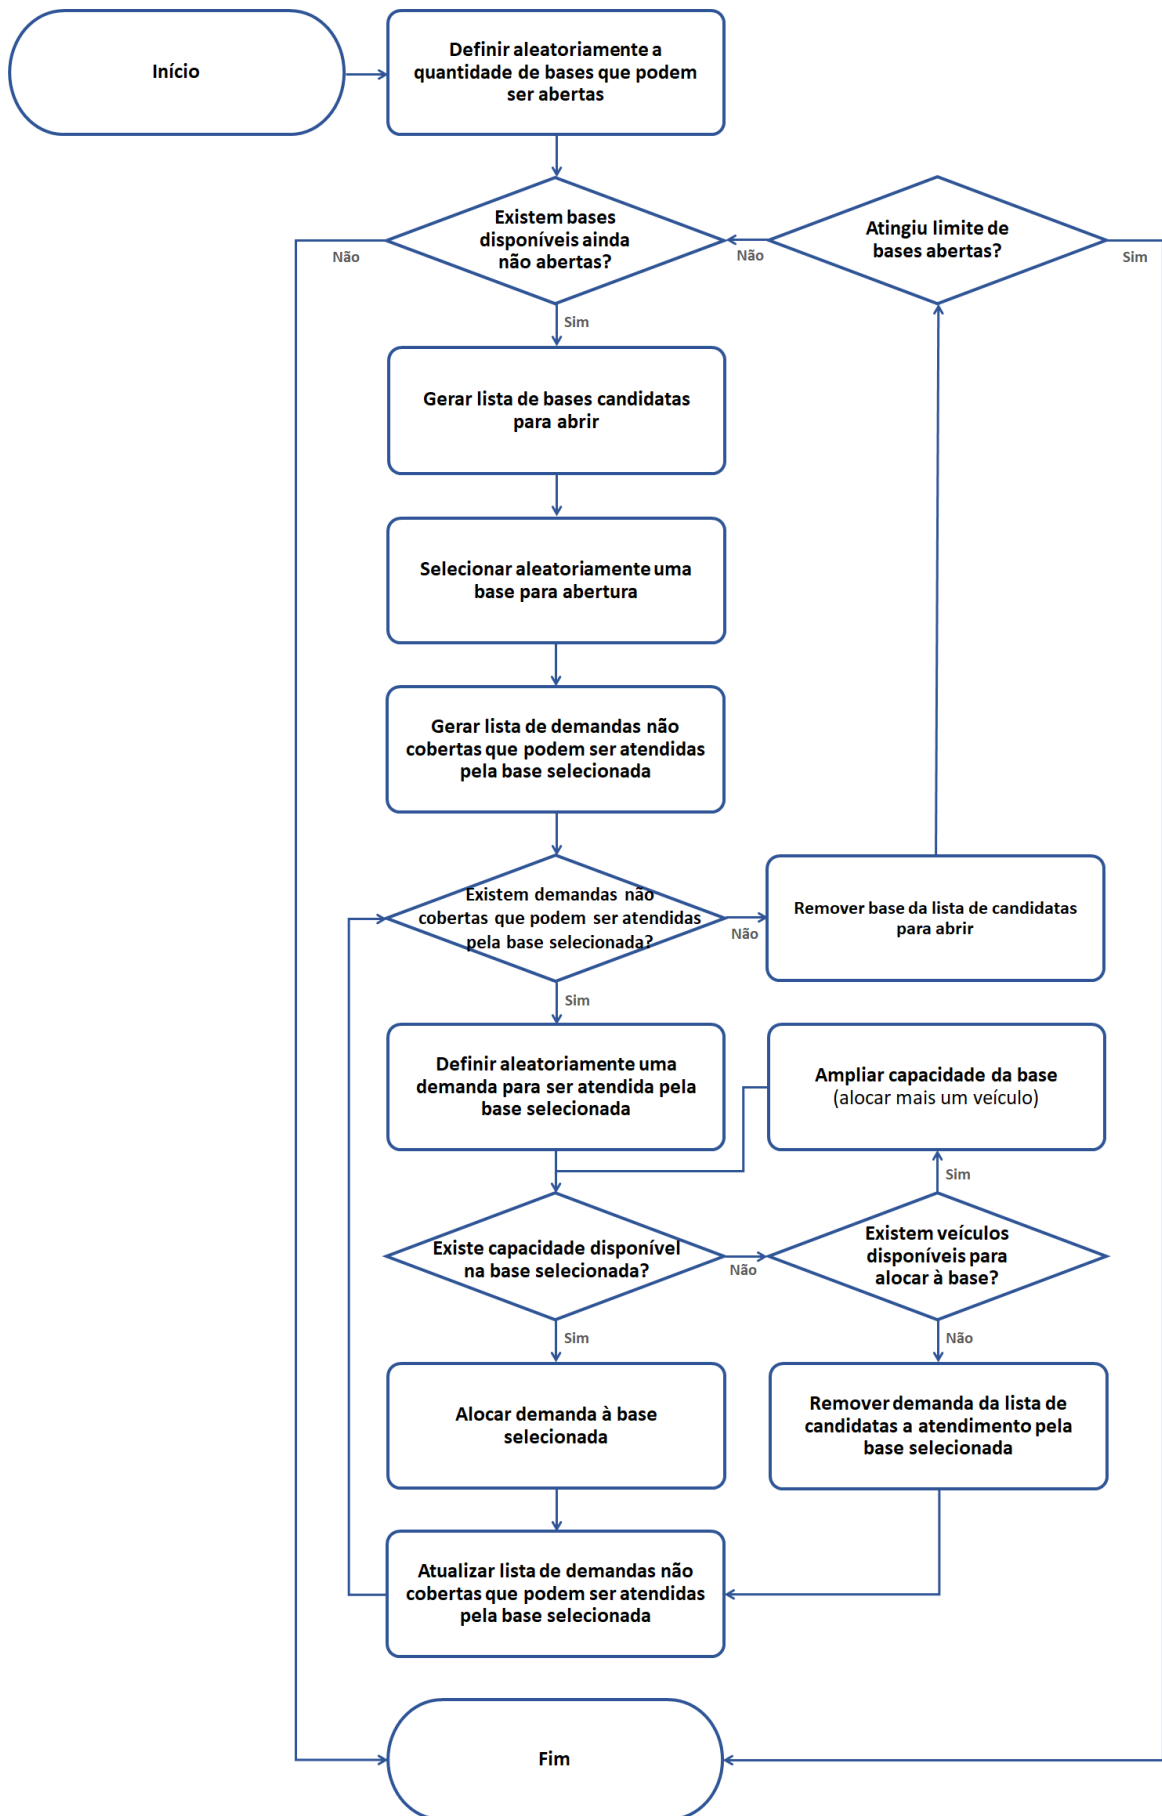 Início
Definir aleatoriamente a
quantidade de bases que podem
ser abertas
Existem bases
disponíveis ainda
não abertas?
Não
Atingiu limite de
bases abertas?
Não
Sim
Sim
Gerar lista de bases candidatas
para abrir
Selecionar aleatoriamente uma
base para abertura
Gerar lista de demandas não
cobertas que podem ser atendidas
pela base selecionada
Existem demandas não
cobertas que podem ser atendidas
pela base selecionada?
Não
Remover base da lista de candidatas
para abrir
Sim
Definir aleatoriamente uma
demanda para ser atendida pela
base selecionada
Ampliar capacidade da base
(alocar mais um veículo)
Sim
Existe capacidade disponível
na base selecionada?
Não
Existem veículos
disponíveis para
alocar à base?
Sim
Não
Alocar demanda à base
selecionada
Remover demanda da lista de
candidatas a atendimento pela
base selecionada
Atualizar lista de demandas não
cobertas que podem ser atendidas
pela base selecionada
Fim